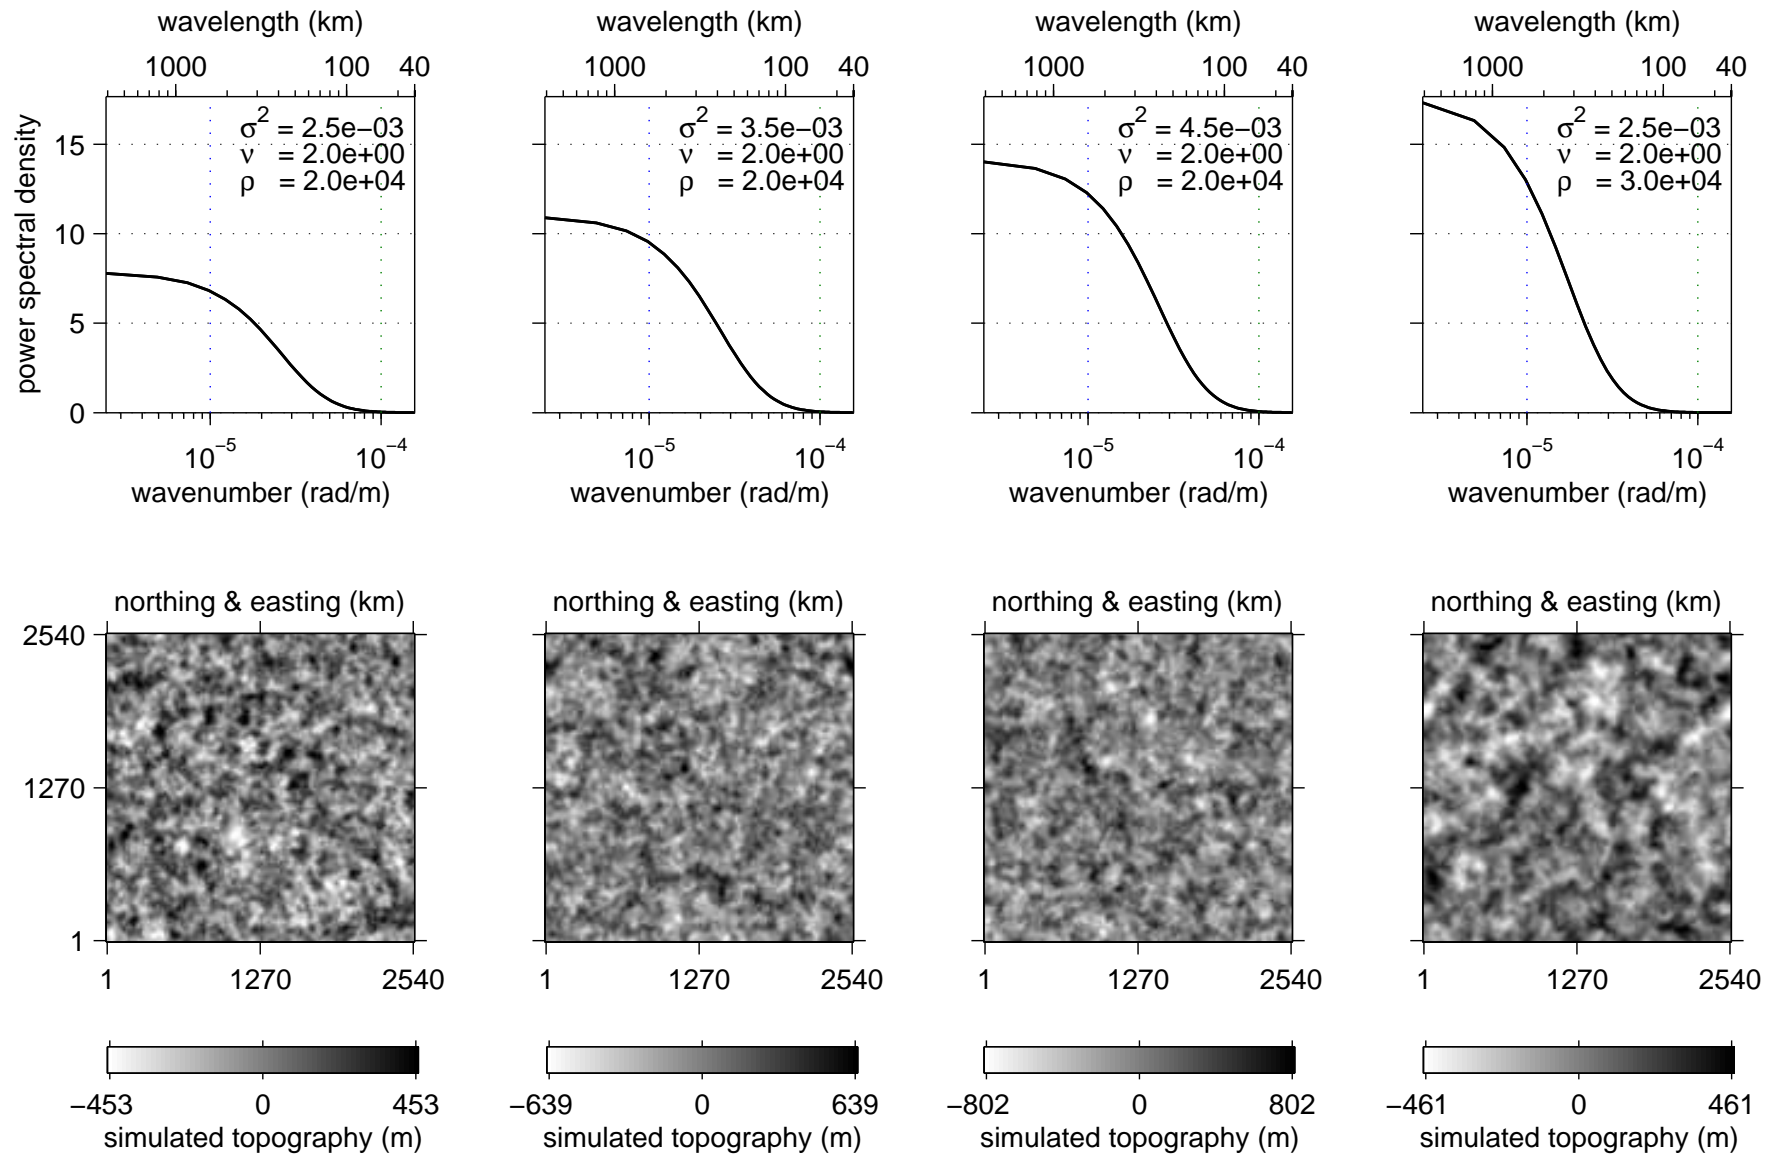 wavelength (km) wavelength (km) wavelength (km) wavelength (km)
1000 100 40 1000 100 40 1000 100 40 1000 100 40
power spectral density
15
10
5
0
σ² = 2.5e−03
ν = 2.0e+00
ρ = 2.0e+04
σ² = 3.5e−03
ν = 2.0e+00
ρ = 2.0e+04
σ² = 4.5e−03
ν = 2.0e+00
ρ = 2.0e+04
σ² = 2.5e−03
ν = 2.0e+00
ρ = 3.0e+04
10⁻⁵ 10⁻⁴ 10⁻⁵ 10⁻⁴ 10⁻⁵ 10⁻⁴ 10⁻⁵ 10⁻⁴
wavenumber (rad/m) wavenumber (rad/m) wavenumber (rad/m) wavenumber (rad/m)
northing & easting (km) northing & easting (km) northing & easting (km) northing & easting (km)
2540
1270
1
1 1270 2540 1 1270 2540 1 1270 2540 1 1270 2540
−453 0 453 −639 0 639 −802 0 802 −461 0 461
simulated topography (m) simulated topography (m) simulated topography (m) simulated topography (m)